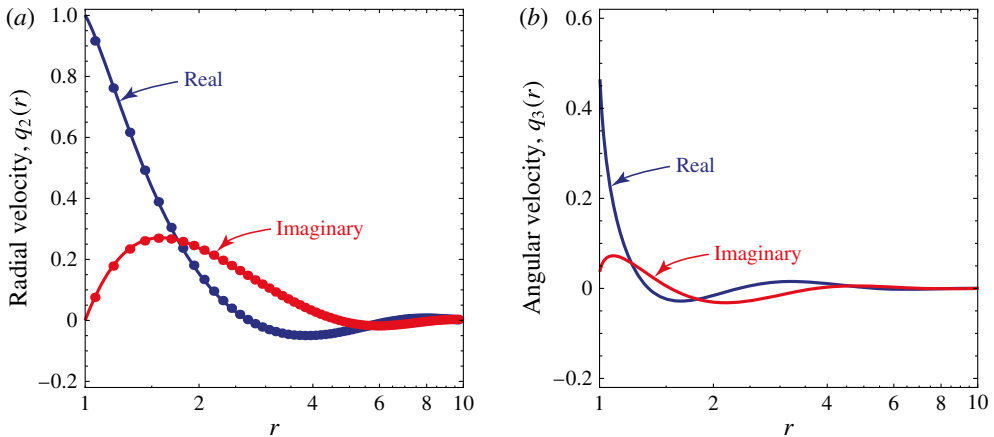 (a)
Radial velocity, q₂(r)
1.0
0.8
0.6
0.4
0.2
0
−0.2
Real
Imaginary
1 2 4 6 8 10
r
(b)
Angular velocity, q₃(r)
0.6
0.4
0.2
0
−0.2
Real
Imaginary
1 2 4 6 8 10
r